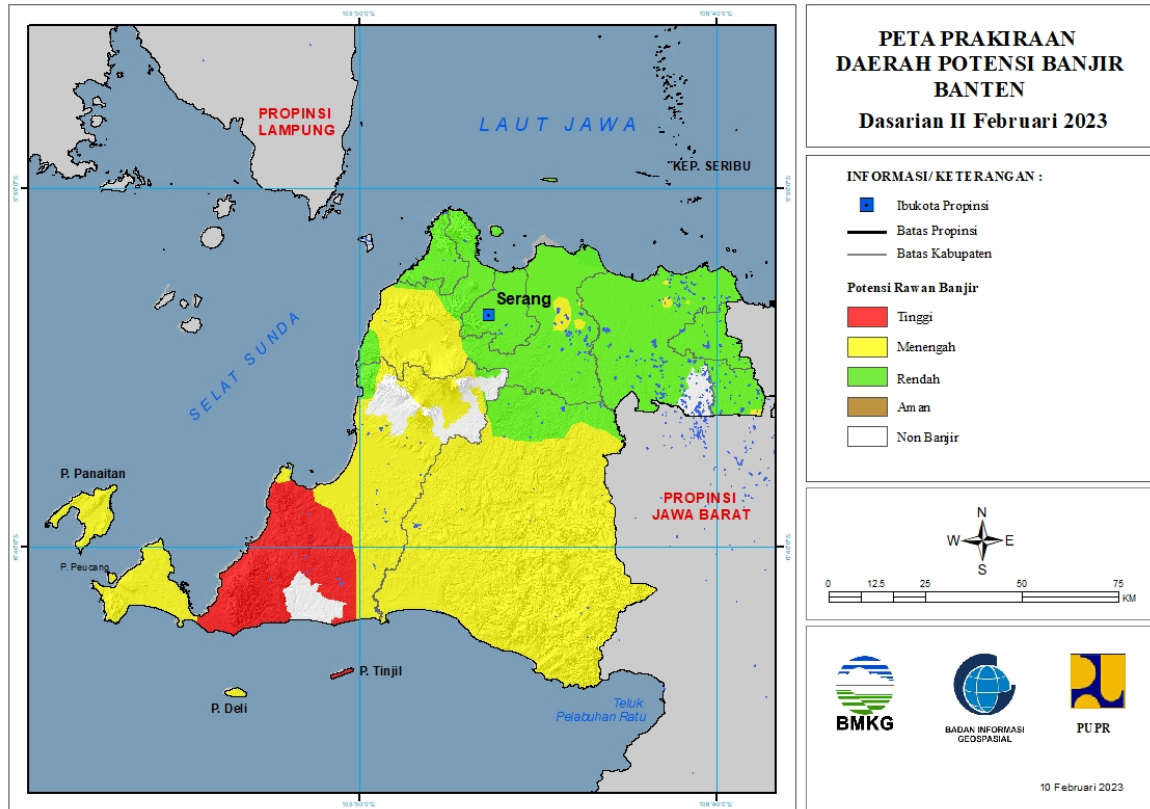 PETA PRAKIRAAN
DAERAH POTENSI BANJIR
BANTEN
Dasarian II Februari 2023
INFORMASI/ KETERANGAN :
Ibukota Propinsi
Batas Propinsi
Batas Kabupaten
Potensi Rawan Banjir
Tinggi
Menengah
Rendah
Aman
Non Banjir
N
W E
S
0 12.5 25 50 75
KM
BMKG
BADAN INFORMASI
GEOSPASIAL
PUPR
10 Februari 2023
PROPINSI
LAMPUNG
LAUT JAWA
KEP. SERIBU
Serang
SELAT SUNDA
P. Panaitan
P. Peucang
PROPINSI
JAWA BARAT
P. Tinjil
P. Deli
Teluk
Pelabuhan Ratu